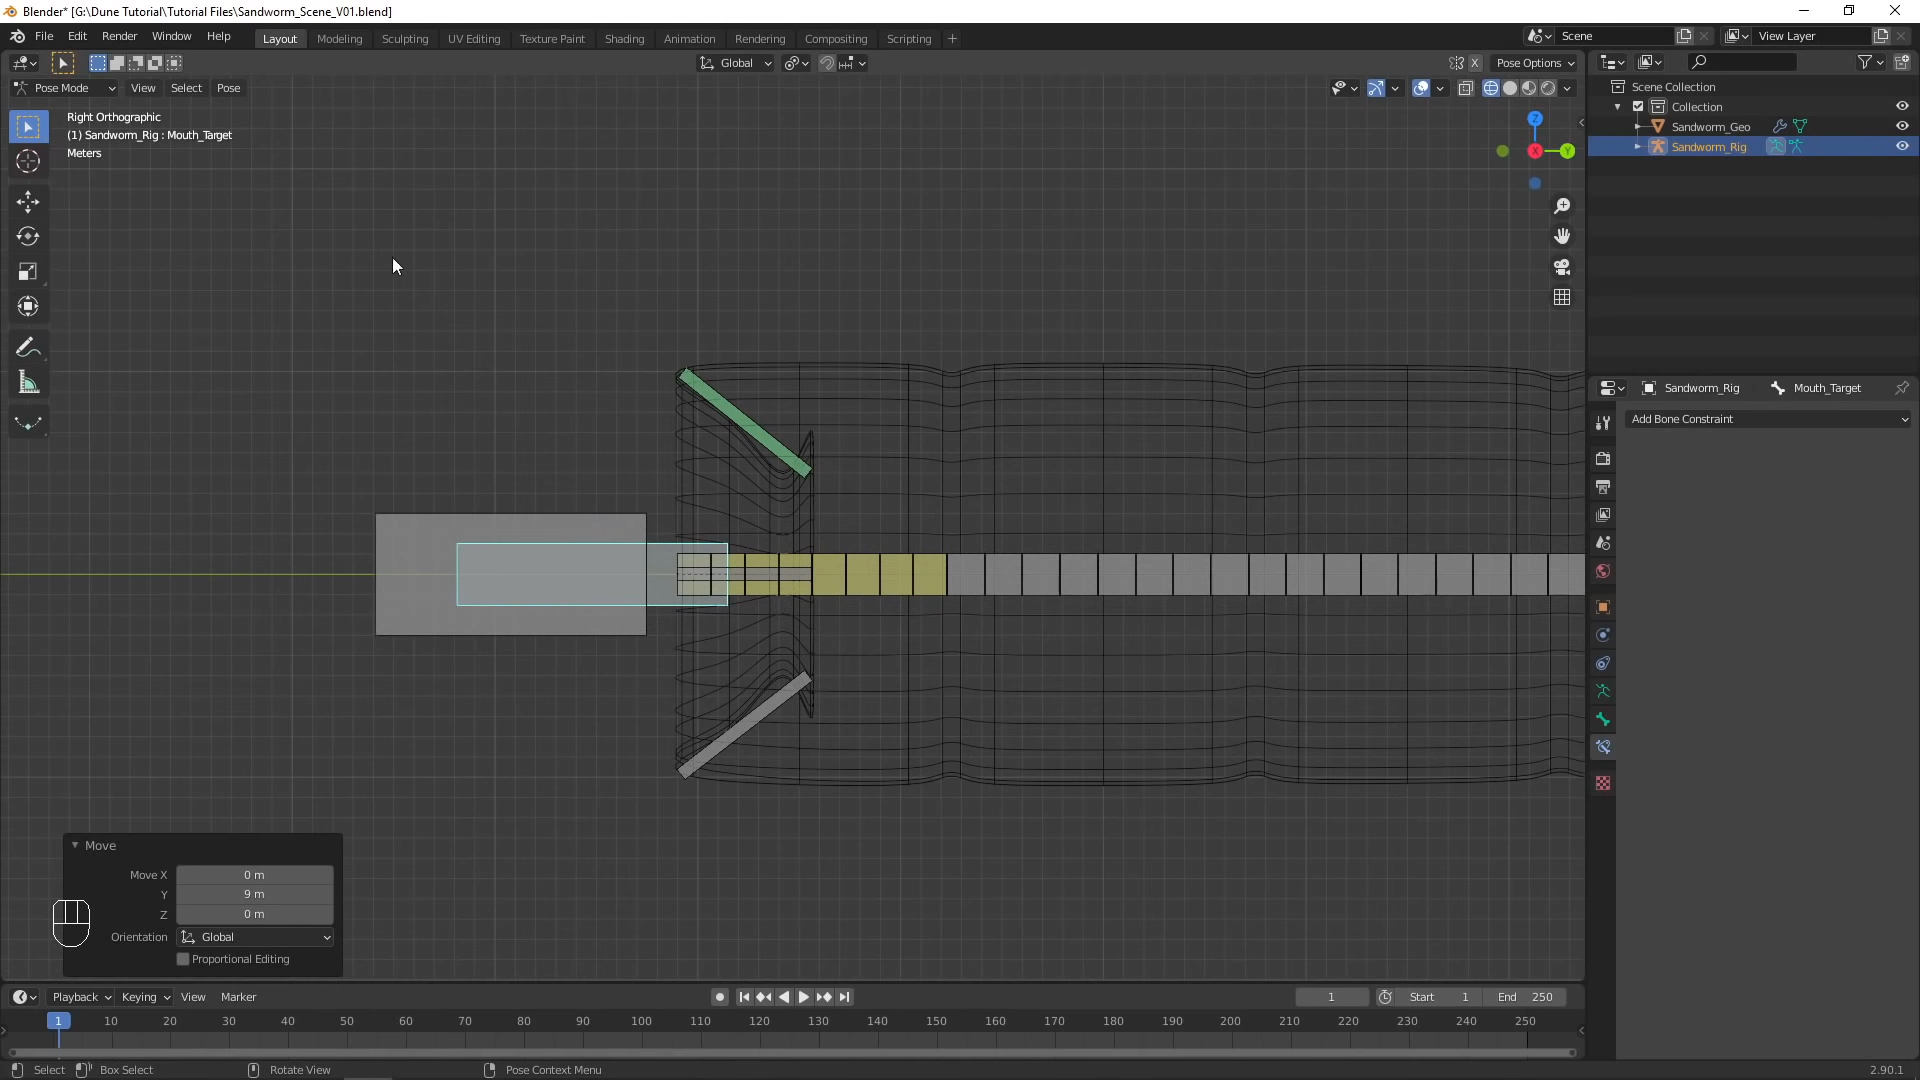 Blender* [G:\Dune Tutorial\Tutorial Files\Sandworm_Scene_V01.blend]
File Edit Render Window Help
Layout Modeling Sculpting UV Editing Texture Paint Shading Animation Rendering Compositing Scripting +
Scene
View Layer
Global
X
Pose Options
Pose Mode View Select Pose
Right Orthographic
(1) Sandworm_Rig : Mouth_Target
Meters
Z
X
Y
Scene Collection
Collection
Sandworm_Geo
Sandworm_Rig
Sandworm_Rig
Mouth_Target
Add Bone Constraint
Move
Move X 0 m
Y 9 m
Z 0 m
Orientation Global
Proportional Editing
Playback Keying View Marker
1
Start 1
End 250
1 10 20 30 40 50 60 70 80 90 100 110 120 130 140 150 160 170 180 190 200 210 220 230 240 250
Select Box Select Rotate View Pose Context Menu 2.90.1